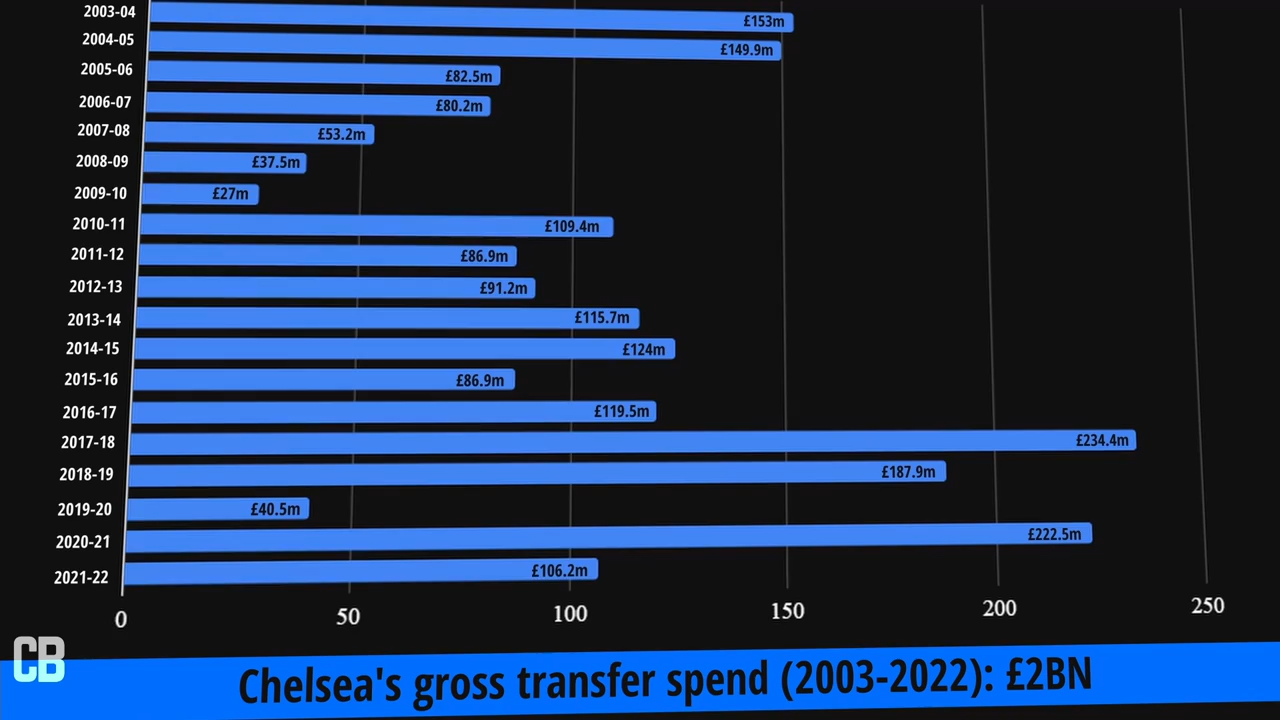 2003-04 £153m
2004-05 £149.9m
2005-06 £82.5m
2006-07 £80.2m
2007-08 £53.2m
2008-09 £37.5m
2009-10 £27m
2010-11 £109.4m
2011-12 £86.9m
2012-13 £91.2m
2013-14 £115.7m
2014-15 £124m
2015-16 £86.9m
2016-17 £119.5m
2017-18 £234.4m
2018-19 £187.9m
2019-20 £40.5m
2020-21 £222.5m
2021-22 £106.2m
0 50 100 150 200 250
CB
Chelsea's gross transfer spend (2003-2022): £2BN